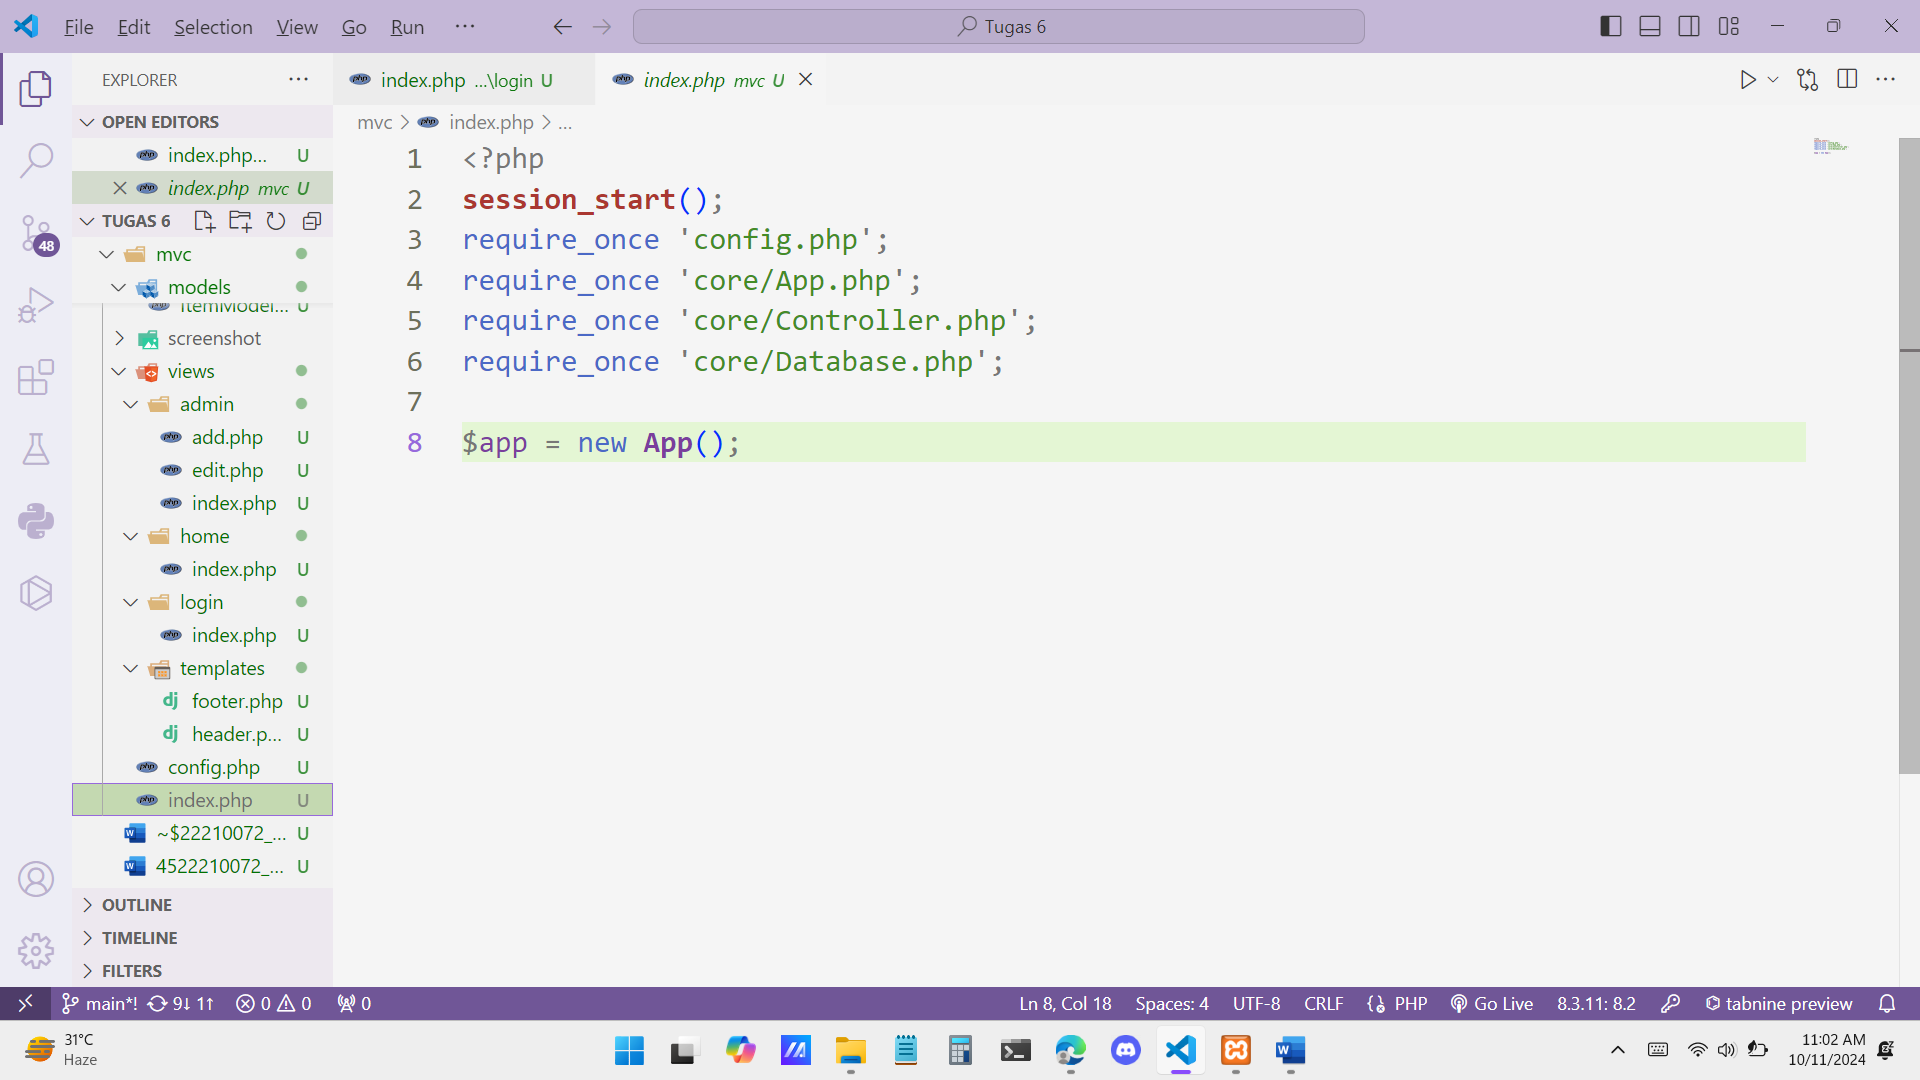 File Edit Selection View Go Run ··· Tugas 6
EXPLORER ···
index.php ...\login U
index.php mvc U
OPEN EDITORS
index.php... U
index.php mvc U
TUGAS 6
mvc
models
ItemModel... U
screenshot
views
admin
add.php U
edit.php U
index.php U
home
index.php U
login
index.php U
templates
footer.php U
header.p... U
config.php U
index.php U
~$22210072_... U
4522210072_... U
OUTLINE
TIMELINE
FILTERS
48
mvc > index.php > ...
1 <?php
2 session_start();
3 require_once 'config.php';
4 require_once 'core/App.php';
5 require_once 'core/Controller.php';
6 require_once 'core/Database.php';
7
8 $app = new App();
main*! 9↓ 1↑ 0 0 0 Ln 8, Col 18 Spaces: 4 UTF-8 CRLF PHP Go Live 8.3.11: 8.2 tabnine preview
31°C
Haze
11:02 AM
10/11/2024